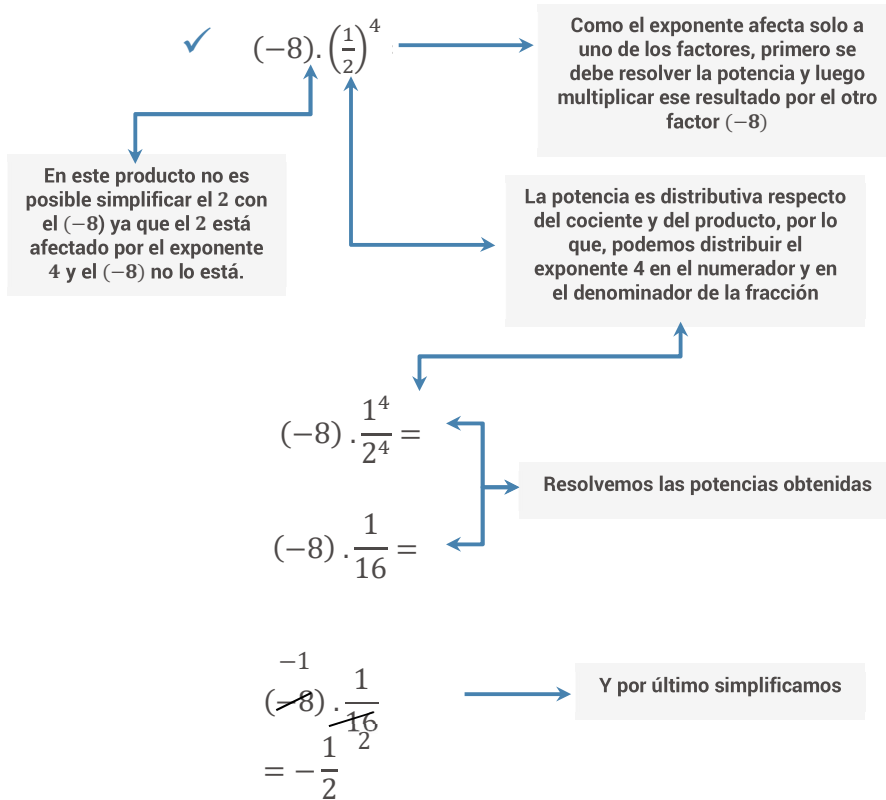 ✓ (−8).(1/2)^4
Como el exponente afecta solo a
uno de los factores, primero se
debe resolver la potencia y luego
multiplicar ese resultado por el otro
factor (−8)
En este producto no es
posible simplificar el 2 con
el (−8) ya que el 2 está
afectado por el exponente
4 y el (−8) no lo está.
La potencia es distributiva respecto
del cociente y del producto, por lo
que, podemos distribuir el
exponente 4 en el numerador y en
el denominador de la fracción
(−8) . 1^4/2^4 =
Resolvemos las potencias obtenidas
(−8) . 1/16 =
−1
(−8) . 1/16
2
Y por último simplificamos
= − 1/2